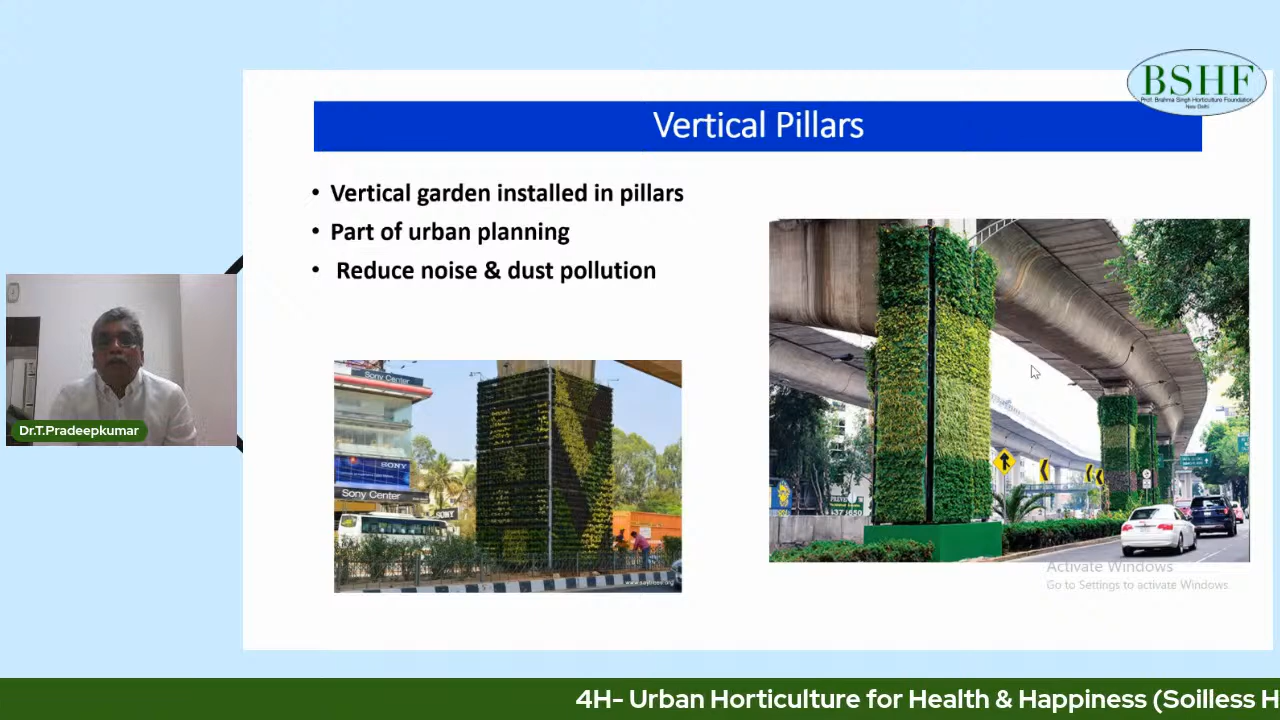 BSHF
Prof. Brahma Singh Horticulture Foundation
New Delhi
Vertical Pillars
• Vertical garden installed in pillars
• Part of urban planning
• Reduce noise & dust pollution
Dr.T.Pradeepkumar
Sony Center
SONY
Sony Center
SONY
Activate Windows
Go to Settings to activate Windows.
4H- Urban Horticulture for Health & Happiness (Soilless H